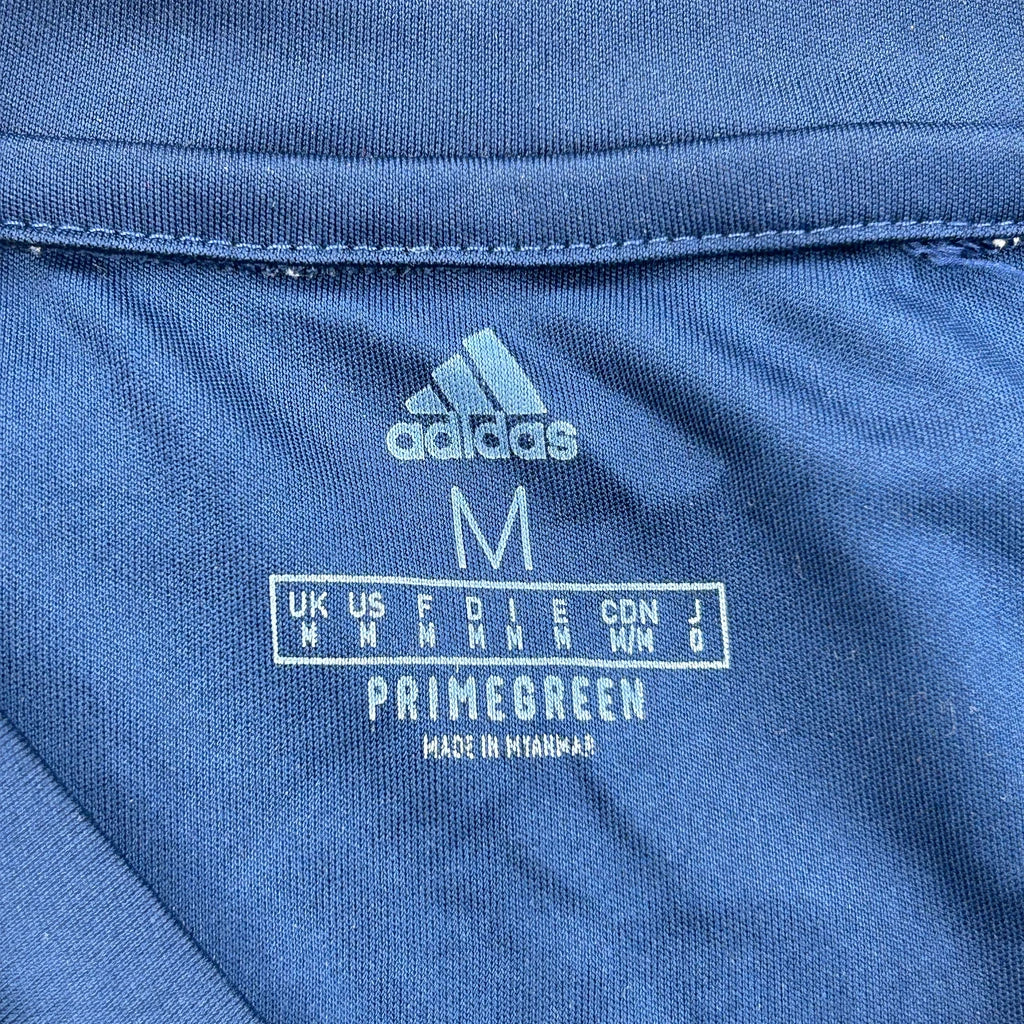 adidas
M
UK US F D I E CDN J
M M M M M M M/M O
PRIMEGREEN
MADE IN MYANMAR